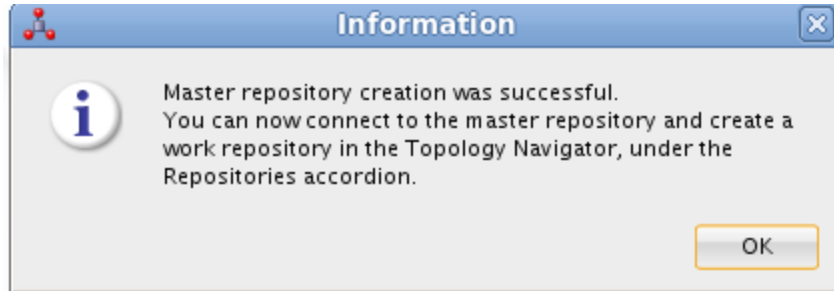 Information
Master repository creation was successful.
You can now connect to the master repository and create a
work repository in the Topology Navigator, under the
Repositories accordion.
OK